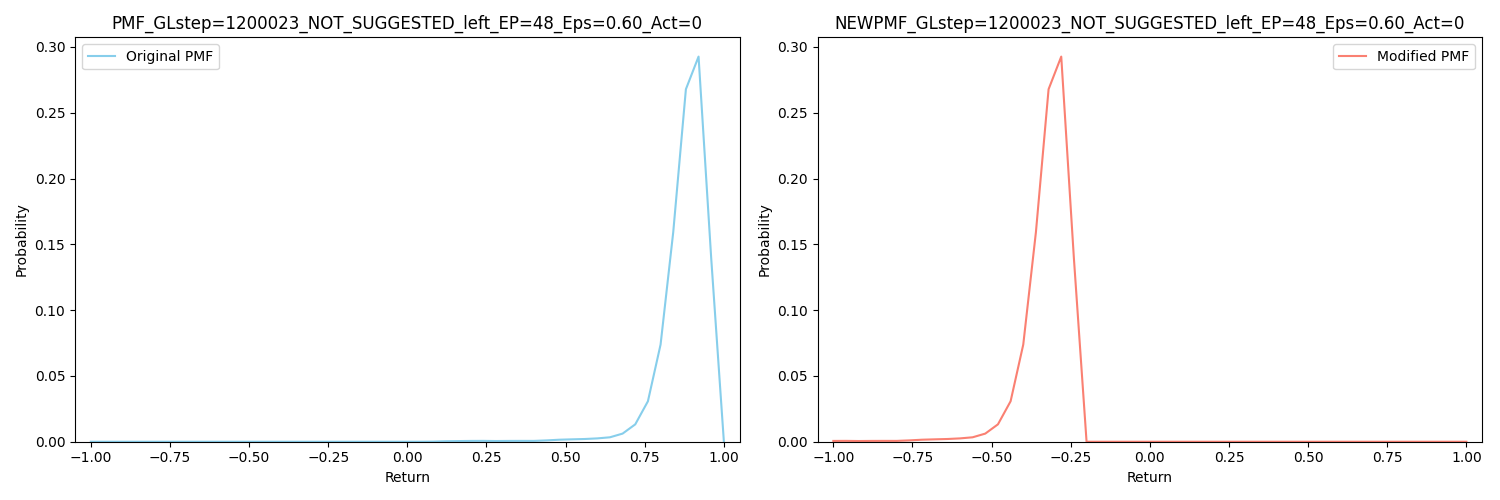 PMF_GLstep=1200023_NOT_SUGGESTED_left_EP=48_Eps=0.60_Act=0
Original PMF
0.30
0.25
0.20
0.15
0.10
0.05
0.00
Probability
−1.00 −0.75 −0.50 −0.25 0.00 0.25 0.50 0.75 1.00
Return
NEWPMF_GLstep=1200023_NOT_SUGGESTED_left_EP=48_Eps=0.60_Act=0
Modified PMF
0.30
0.25
0.20
0.15
0.10
0.05
0.00
Probability
−1.00 −0.75 −0.50 −0.25 0.00 0.25 0.50 0.75 1.00
Return